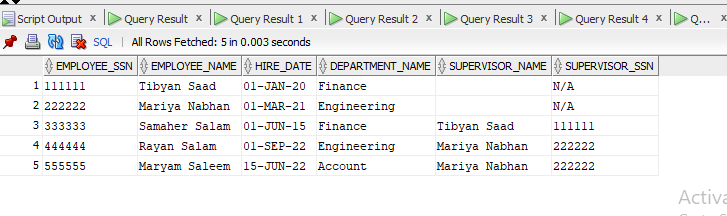 Script Output x Query Result x Query Result 1 x Query Result 2 x Query Result 3 x Query Result 4 x Q... x
SQL | All Rows Fetched: 5 in 0.003 seconds
EMPLOYEE_SSN EMPLOYEE_NAME HIRE_DATE DEPARTMENT_NAME SUPERVISOR_NAME SUPERVISOR_SSN
1 111111 Tibyan Saad 01-JAN-20 Finance N/A
2 222222 Mariya Nabhan 01-MAR-21 Engineering N/A
3 333333 Samaher Salam 01-JUN-15 Finance Tibyan Saad 111111
4 444444 Rayan Salam 01-SEP-22 Engineering Mariya Nabhan 222222
5 555555 Maryam Saleem 15-JUN-22 Account Mariya Nabhan 222222
Activa